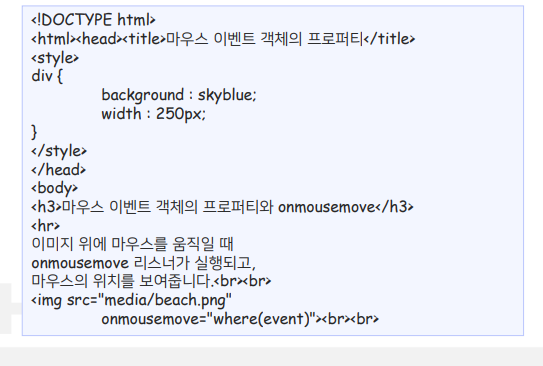 <!DOCTYPE html>
<html><head><title>마우스 이벤트 객체의 프로퍼티</title>
<style>
div {
background : skyblue;
width : 250px;
}
</style>
</head>
<body>
<h3>마우스 이벤트 객체의 프로퍼티와 onmousemove</h3>
<hr>
이미지 위에 마우스를 움직일 때
onmousemove 리스너가 실행되고,
마우스의 위치를 보여줍니다.<br><br>
<img src="media/beach.png"
onmousemove="where(event)"><br><br>